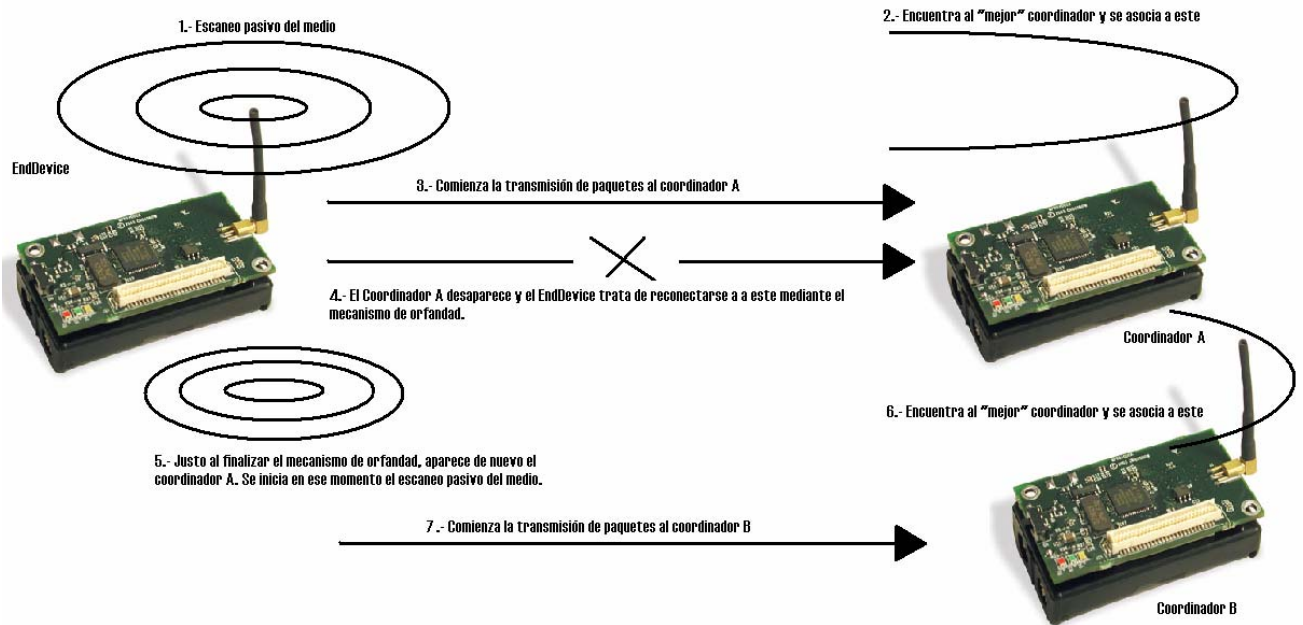 1.- Escaneo pasivo del medio
2.- Encuentra al "mejor" coordinador y se asocia a este
EndDevice
3.- Comienza la transmisión de paquetes al coordinador A
4.- El Coordinador A desaparece y el EndDevice trata de reconectarse a a este mediante el
mecanismo de orfandad.
Coordinador A
5.- Justo al finalizar el mecanismo de orfandad, aparece de nuevo el
coordinador A. Se inicia en ese momento el escaneo pasivo del medio.
6.- Encuentra al "mejor" coordinador y se asocia a este
7.- Comienza la transmisión de paquetes al coordinador B
Coordinador B